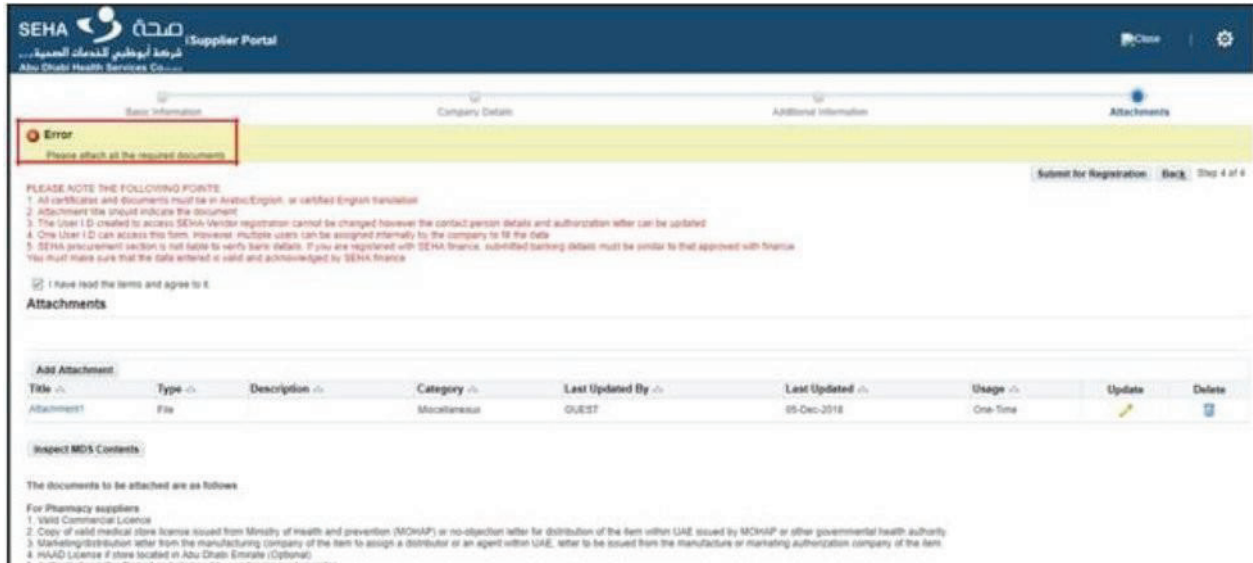 SEHA صحة iSupplier Portal
شركة أبوظبي للخدمات الصحية
Abu Dhabi Health Services Co.
Close
Basic Information
Company Details
Additional Information
Attachments
Error
Please attach all the required documents
Submit for Registration Back Step 4 of 4
PLEASE NOTE THE FOLLOWING POINTS
1. All certificates and documents must be in Arabic/English, or certified English translation
2. Attachment title should indicate the document
3. The User I.D created to access SEHA-Vendor registration cannot be changed however the contact person details and authorization letter can be updated
4. One User I.D can access this form. However, multiple users can be assigned internally by the company to fill the data
5. SEHA procurement section is not liable to verify bank details. If you are registered with SEHA finance, submitted banking details must be similar to that approved with finance
You must make sure that the data entered is valid and acknowledged by SEHA finance
I have read the terms and agree to it.
Attachments
Add Attachment
Title Type Description Category Last Updated By Last Updated Usage Update Delete
Attachment1 File Miscellaneous GUEST 05-Dec-2018 One-Time
Inspect MDS Contents
The documents to be attached are as follows
For Pharmacy suppliers
1. Valid Commercial Licence
2. Copy of valid medical store license issued from Ministry of Health and prevention (MOHAP) or no-objection letter for distribution of the item within UAE issued by MOHAP or other governmental health authority
3. Marketing/distribution letter from the manufacturing company of the item to assign a distributor or an agent within UAE, letter to be issued from the manufacture or marketing authorization company of the item
4. HAAD License if store located in Abu Dhabi Emirate (Optional)